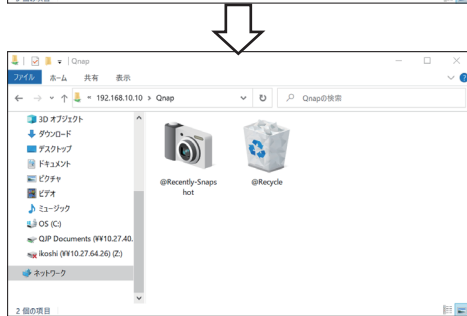 Qnap
ファイル ホーム 共有 表示
192.168.10.10 > Qnap
Qnapの検索
3D オブジェクト
ダウンロード
デスクトップ
ドキュメント
ピクチャ
ビデオ
ミュージック
OS (C:)
QJP Documents (¥¥10.27.40.
ikoshi (¥¥10.27.64.26) (Z:)
ネットワーク
@Recently-Snaps
hot
@Recycle
2 個の項目